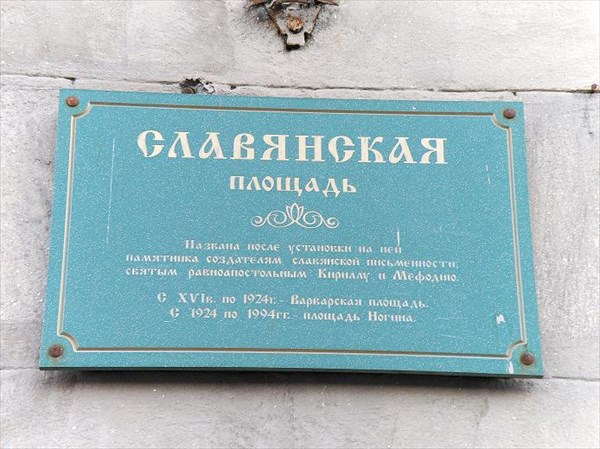 СЛАВЯНСКАЯ
ПЛОЩАДЬ
Названа после установки на ней
памятника создателям славянской письменности,
святым равноапостольным Кириллу и Мефодию.
С XVIв. по 1924г.- Варварская площадь.
С 1924 по 1994гг.- площадь Ногина.